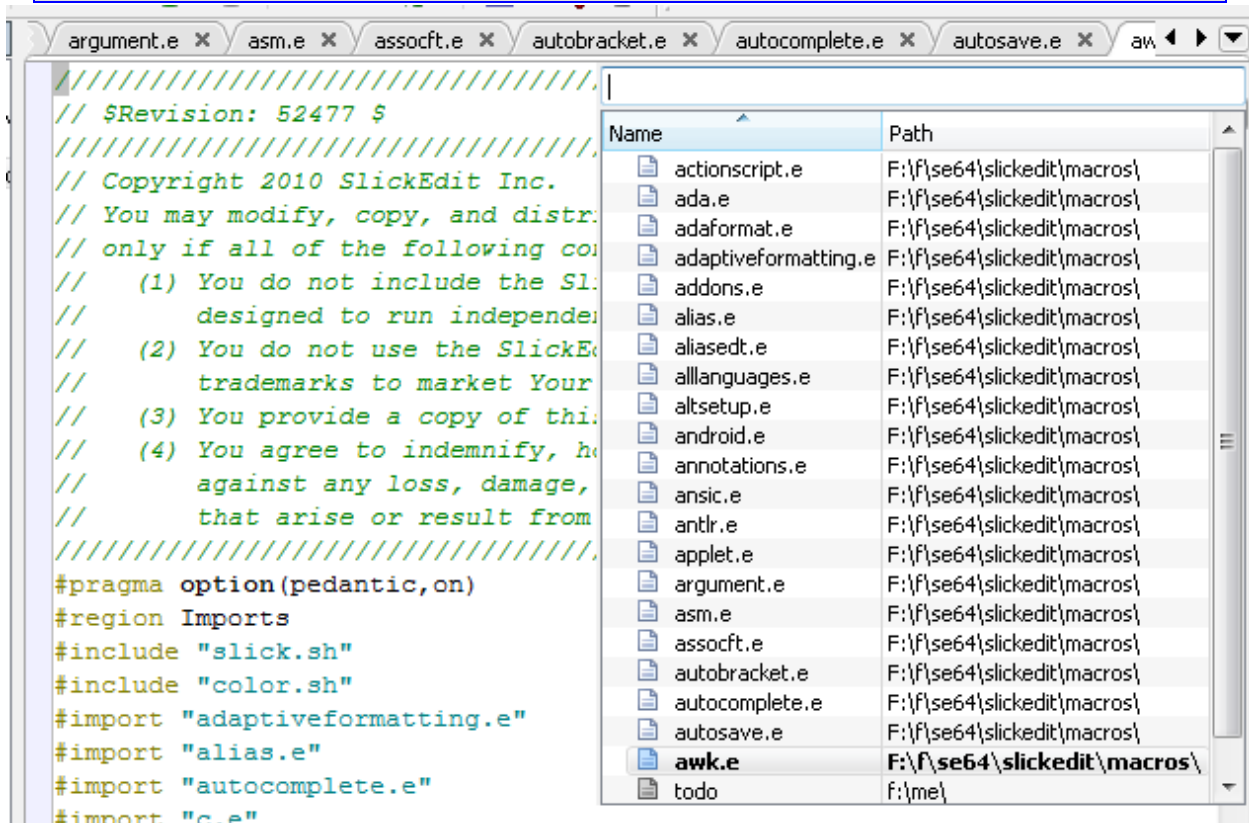 argument.e asm.e assocft.e autobracket.e autocomplete.e autosave.e aw
////////////////////////////////////
// $Revision: 52477 $
////////////////////////////////////
// Copyright 2010 SlickEdit Inc.
// You may modify, copy, and distr
// only if all of the following co
// (1) You do not include the Sl
// designed to run independe
// (2) You do not use the SlickE
// trademarks to market Your
// (3) You provide a copy of thi
// (4) You agree to indemnify, h
// against any loss, damage,
// that arise or result from
////////////////////////////////////
#pragma option(pedantic,on)
#region Imports
#include "slick.sh"
#include "color.sh"
#import "adaptiveformatting.e"
#import "alias.e"
#import "autocomplete.e"
#import "c.e"
Name Path
actionscript.e F:\f\se64\slickedit\macros\
ada.e F:\f\se64\slickedit\macros\
adaformat.e F:\f\se64\slickedit\macros\
adaptiveformatting.e F:\f\se64\slickedit\macros\
addons.e F:\f\se64\slickedit\macros\
alias.e F:\f\se64\slickedit\macros\
aliasedt.e F:\f\se64\slickedit\macros\
alllanguages.e F:\f\se64\slickedit\macros\
altsetup.e F:\f\se64\slickedit\macros\
android.e F:\f\se64\slickedit\macros\
annotations.e F:\f\se64\slickedit\macros\
ansic.e F:\f\se64\slickedit\macros\
antlr.e F:\f\se64\slickedit\macros\
applet.e F:\f\se64\slickedit\macros\
argument.e F:\f\se64\slickedit\macros\
asm.e F:\f\se64\slickedit\macros\
assocft.e F:\f\se64\slickedit\macros\
autobracket.e F:\f\se64\slickedit\macros\
autocomplete.e F:\f\se64\slickedit\macros\
autosave.e F:\f\se64\slickedit\macros\
awk.e F:\f\se64\slickedit\macros\
todo f:\me\